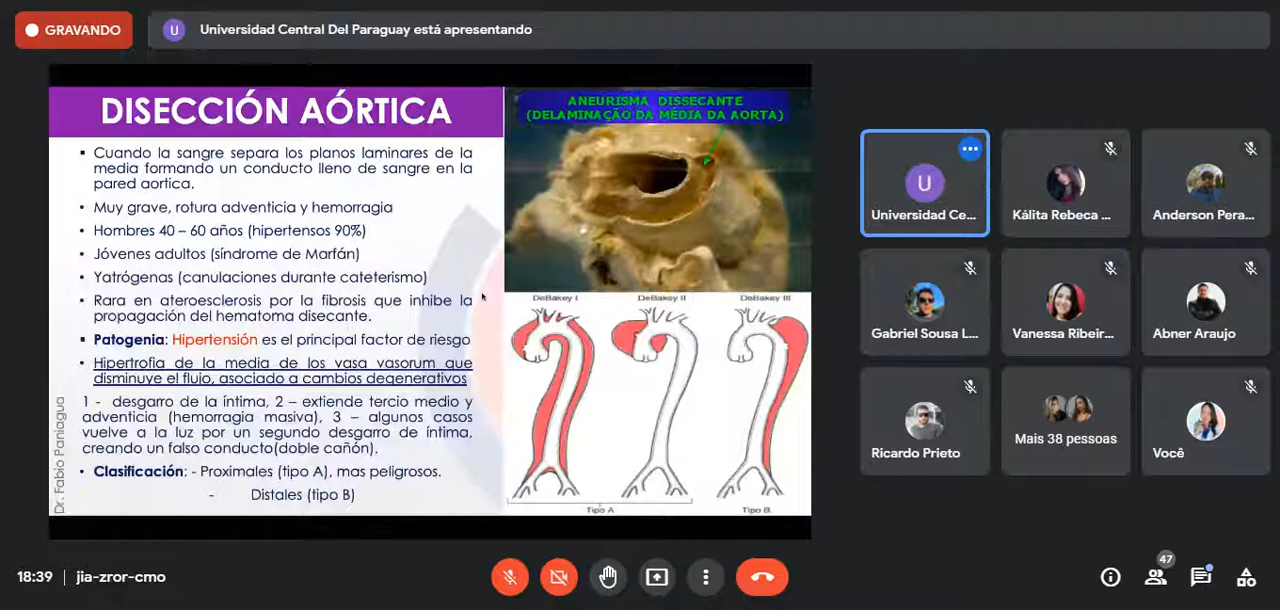 GRAVANDO
U
Universidad Central Del Paraguay está apresentando
DISECCIÓN AÓRTICA
▪ Cuando la sangre separa los planos laminares de la
media formando un conducto lleno de sangre en la
pared aortica.
• Muy grave, rotura adventicia y hemorragia
• Hombres 40 – 60 años (hipertensos 90%)
• Jóvenes adultos (síndrome de Marfán)
• Yatrógenas (canulaciones durante cateterismo)
• Rara en ateroesclerosis por la fibrosis que inhibe la
propagación del hematoma disecante.
▪ Patogenia: Hipertensión es el principal factor de riesgo
• Hipertrofia de la media de los vasa vasorum que
disminuye el flujo, asociado a cambios degenerativos
1 - desgarro de la íntima, 2 – extiende tercio medio y
adventicia (hemorragia masiva), 3 – algunos casos
vuelve a la luz por un segundo desgarro de íntima,
creando un falso conducto(doble cañón).
• Clasificación: - Proximales (tipo A), mas peligrosos.
- Distales (tipo B)
Dr. Fabio Paniagua
ANEURISMA DISSECANTE
(DELAMINAÇÃO DA MÉDIA DA AORTA)
DeBakey I
DeBakey II
DeBakey III
Tipo A
Tipo B
U
Universidad Ce...
Kálita Rebeca ...
Anderson Pera...
Gabriel Sousa L...
Vanessa Ribeir...
Abner Araujo
Ricardo Prieto
Mais 38 pessoas
Você
18:39 | jia-zror-cmo
47